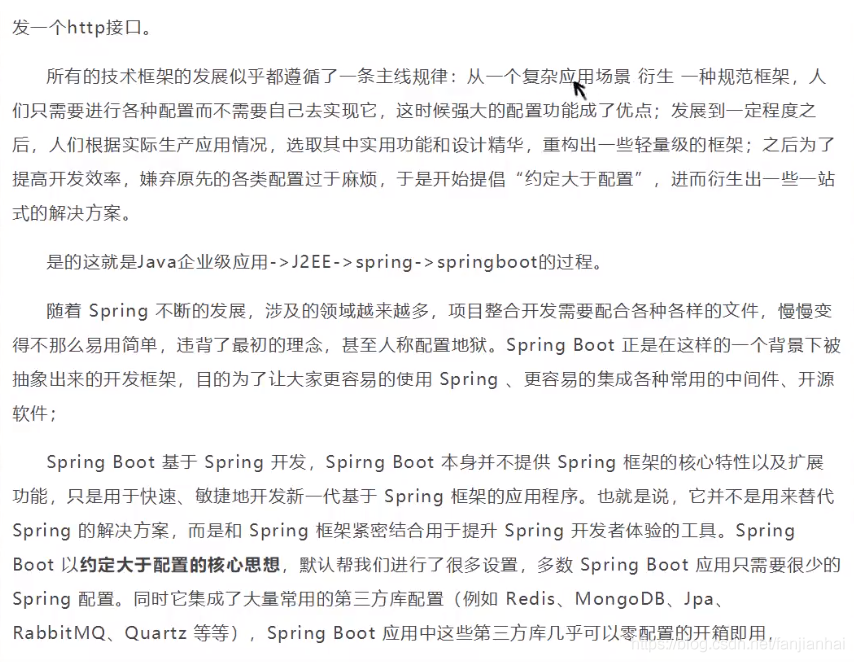 发一个http接口。
所有的技术框架的发展似乎都遵循了一条主线规律：从一个复杂应用场景 衍生 一种规范框架，人
们只需要进行各种配置而不需要自己去实现它，这时候强大的配置功能成了优点；发展到一定程度之
后，人们根据实际生产应用情况，选取其中实用功能和设计精华，重构出一些轻量级的框架；之后为了
提高开发效率，嫌弃原先的各类配置过于麻烦，于是开始提倡“约定大于配置”，进而衍生出一些一站
式的解决方案。
是的这就是Java企业级应用->J2EE->spring->springboot的过程。
随着 Spring 不断的发展，涉及的领域越来越多，项目整合开发需要配合各种各样的文件，慢慢变
得不那么易用简单，违背了最初的理念，甚至人称配置地狱。Spring Boot 正是在这样的一个背景下被
抽象出来的开发框架，目的为了让大家更容易的使用 Spring 、更容易的集成各种常用的中间件、开源
软件；
Spring Boot 基于 Spring 开发，Spirng Boot 本身并不提供 Spring 框架的核心特性以及扩展
功能，只是用于快速、敏捷地开发新一代基于 Spring 框架的应用程序。也就是说，它并不是用来替代
Spring 的解决方案，而是和 Spring 框架紧密结合用于提升 Spring 开发者体验的工具。Spring
Boot 以约定大于配置的核心思想，默认帮我们进行了很多设置，多数 Spring Boot 应用只需要很少的
Spring 配置。同时它集成了大量常用的第三方库配置（例如 Redis、MongoDB、Jpa、
RabbitMQ、Quartz 等等），Spring Boot 应用中这些第三方库几乎可以零配置的开箱即用，
https://blog.csdn.net/fanjianhai